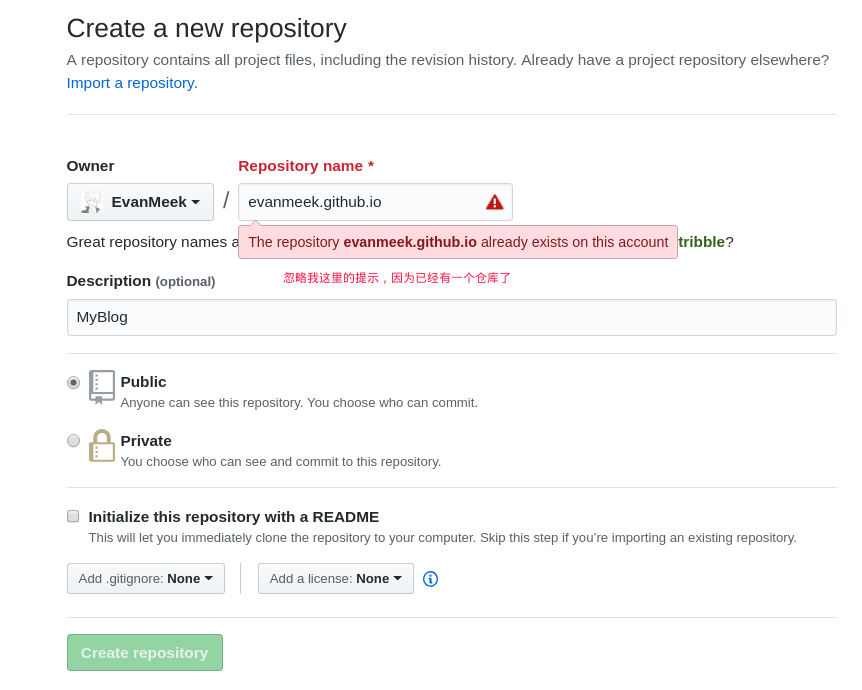 Create a new repository
A repository contains all project files, including the revision history. Already have a project repository elsewhere?
Import a repository.
Owner
Repository name *
EvanMeek
/
evanmeek.github.io
Great repository names a
The repository evanmeek.github.io already exists on this account
tribble?
忽略我这里的提示，因为已经有一个仓库了
Description (optional)
MyBlog
Public
Anyone can see this repository. You choose who can commit.
Private
You choose who can see and commit to this repository.
Initialize this repository with a README
This will let you immediately clone the repository to your computer. Skip this step if you’re importing an existing repository.
Add .gitignore: None
Add a license: None
Create repository